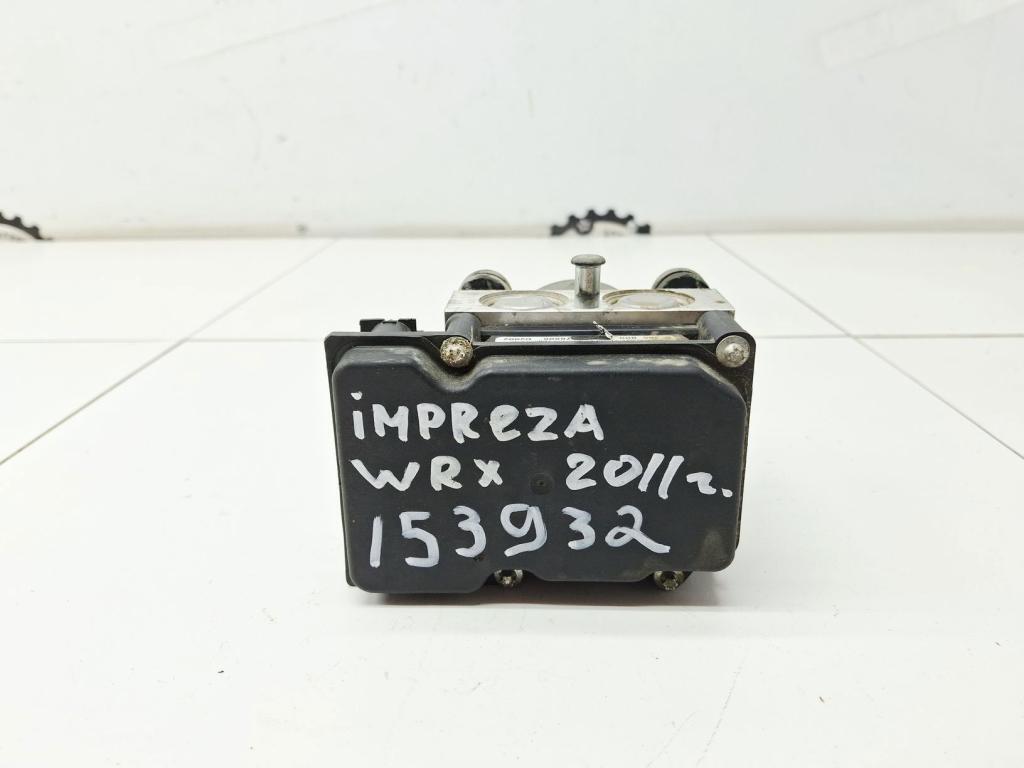 iMPReZA
WRX 2011г.
153932